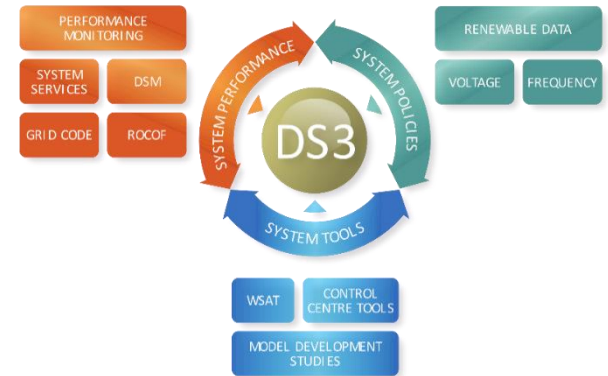 PERFORMANCE
MONITORING
SYSTEM
SERVICES
DSM
GRID CODE
ROCOF
SYSTEM PERFORMANCE
SYSTEM POLICIES
DS3
SYSTEM TOOLS
RENEWABLE DATA
VOLTAGE
FREQUENCY
WSAT
CONTROL
CENTRE TOOLS
MODEL DEVELOPMENT
STUDIES